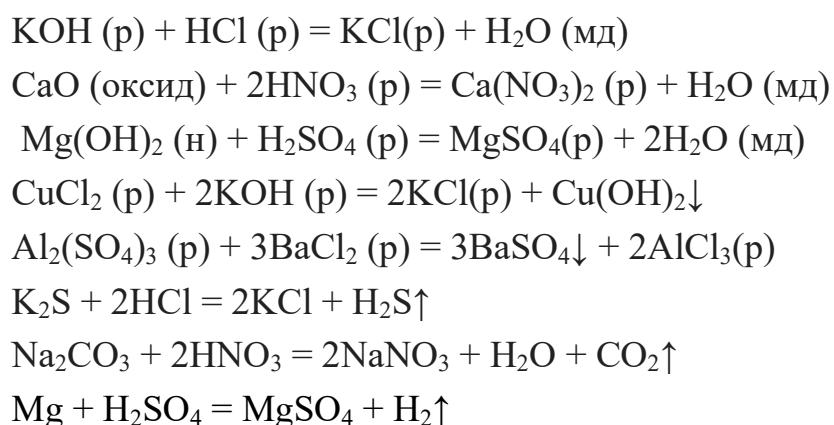 KOH (р) + HCl (р) = KCl(р) + H₂O (мд)
CaO (оксид) + 2HNO₃ (р) = Ca(NO₃)₂ (р) + H₂O (мд)
Mg(OH)₂ (н) + H₂SO₄ (р) = MgSO₄(р) + 2H₂O (мд)
CuCl₂ (р) + 2KOH (р) = 2KCl(р) + Cu(OH)₂↓
Al₂(SO₄)₃ (р) + 3BaCl₂ (р) = 3BaSO₄↓ + 2AlCl₃(р)
K₂S + 2HCl = 2KCl + H₂S↑
Na₂CO₃ + 2HNO₃ = 2NaNO₃ + H₂O + CO₂↑
Mg + H₂SO₄ = MgSO₄ + H₂↑